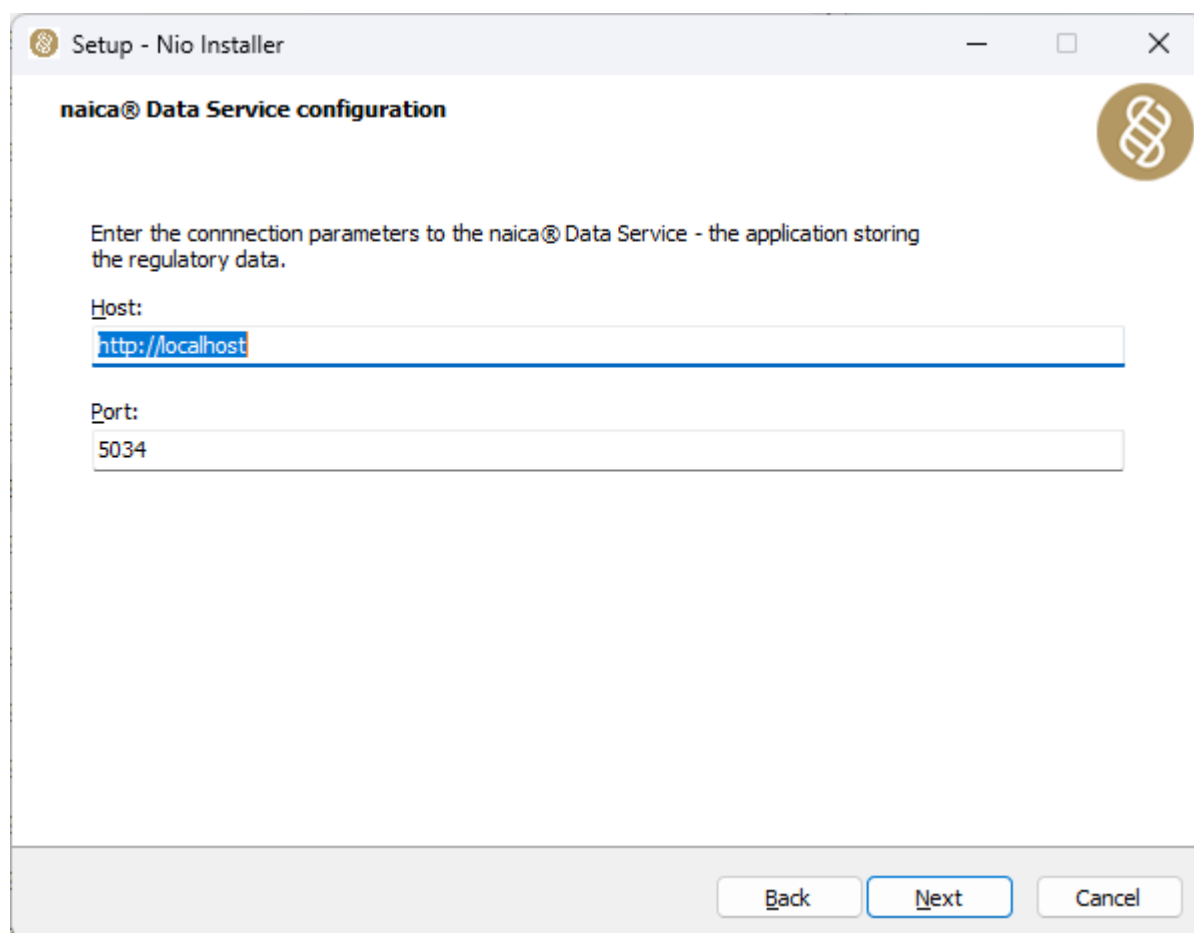 Setup - Nio Installer
naica® Data Service configuration
Enter the connnection parameters to the naica® Data Service - the application storing
the regulatory data.
Host:
http://localhost
Port:
5034
Back Next Cancel